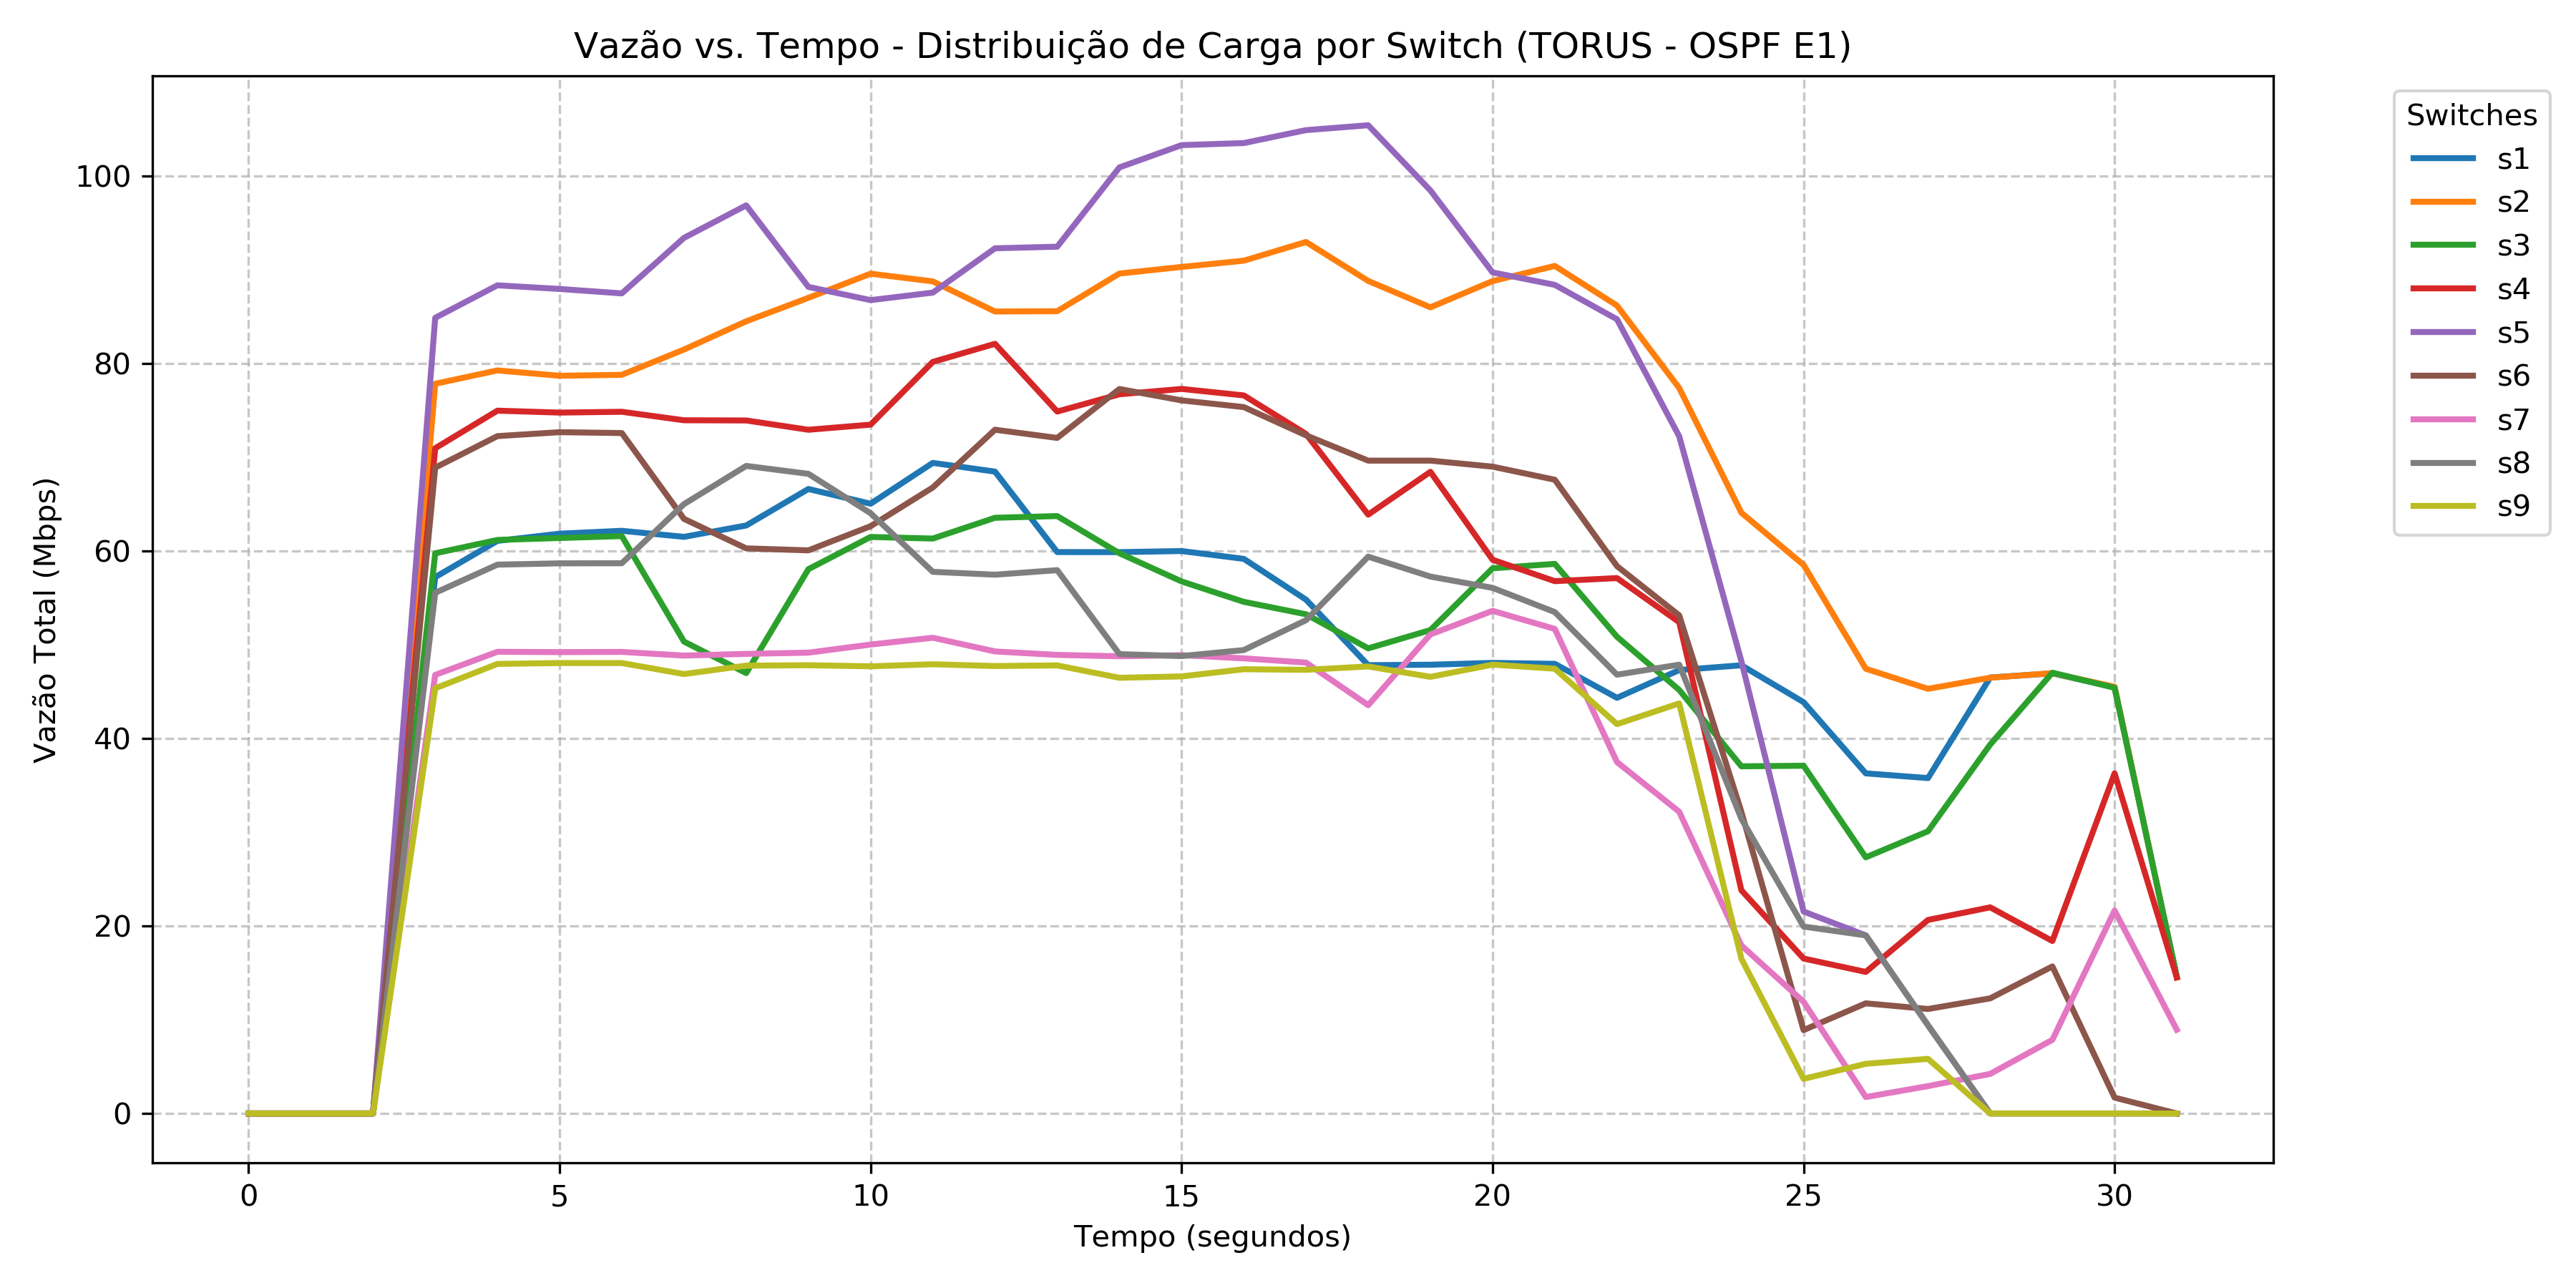 Vazão vs. Tempo - Distribuição de Carga por Switch (TORUS - OSPF E1)
Switches
s1
s2
s3
s4
s5
s6
s7
s8
s9
Vazão Total (Mbps)
100
80
60
40
20
0
0 5 10 15 20 25 30
Tempo (segundos)